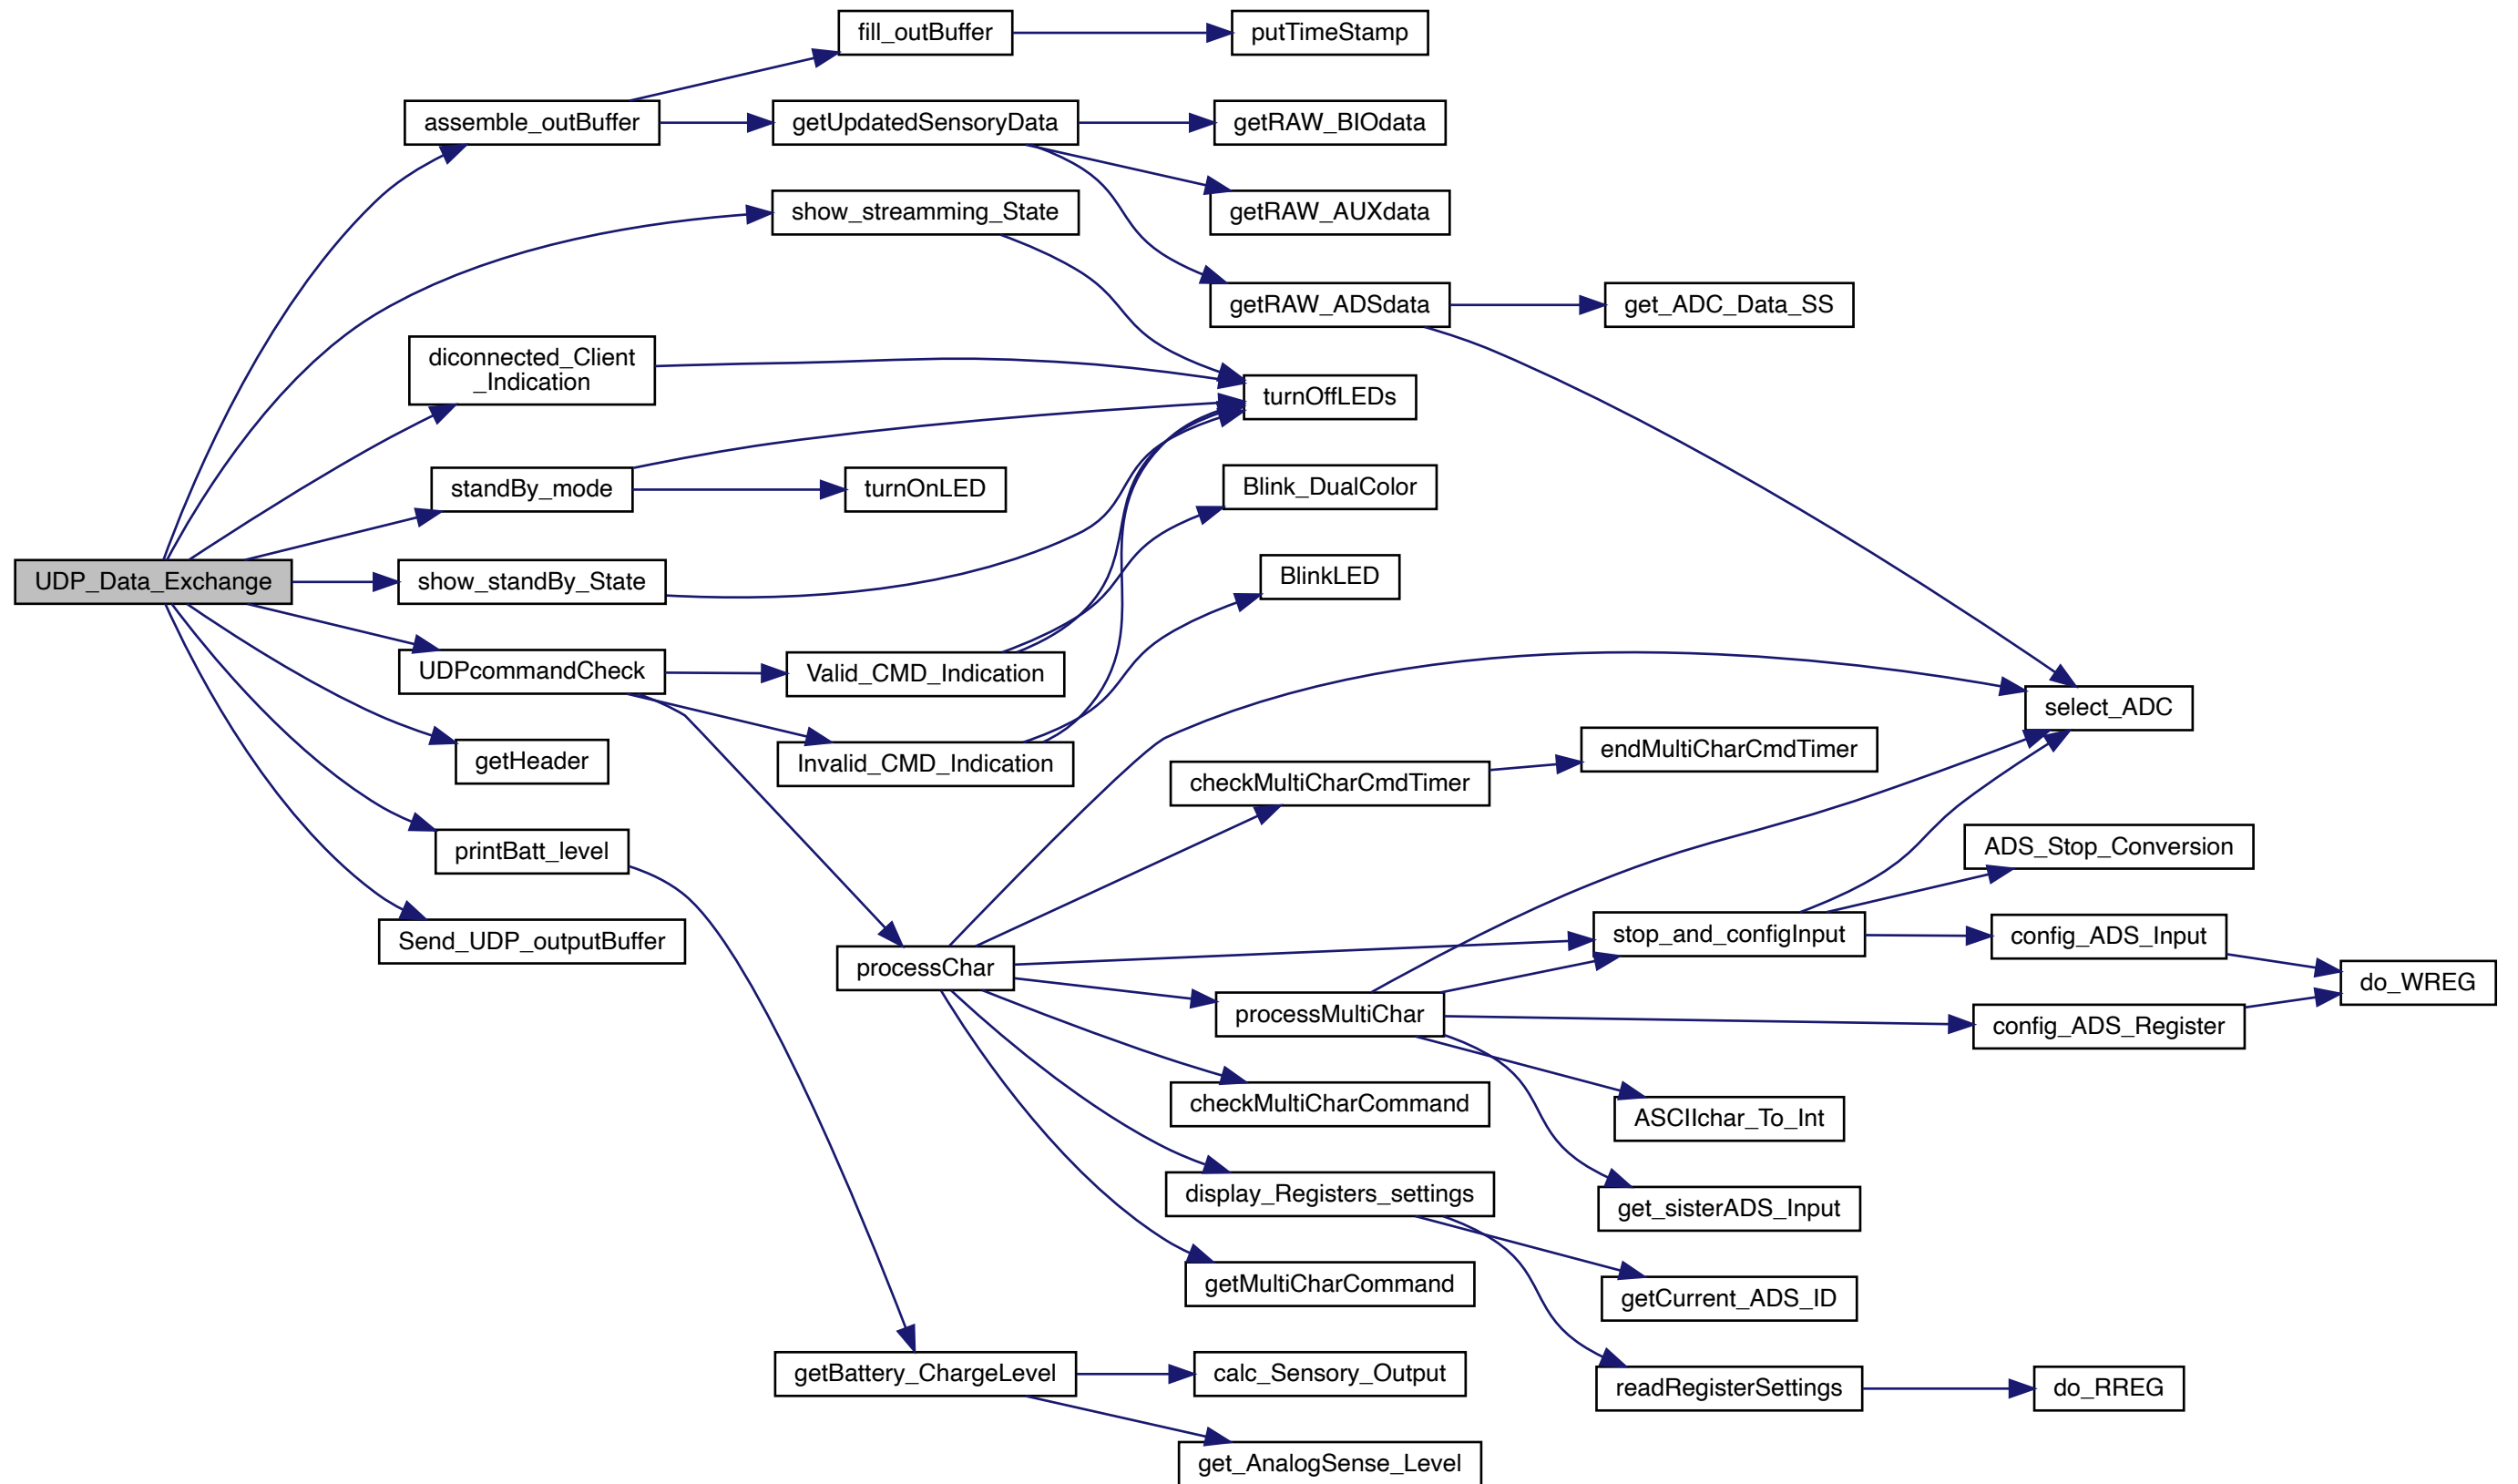 fill_outBuffer
putTimeStamp
assemble_outBuffer
getUpdatedSensoryData
getRAW_BIOdata
show_streamming_State
getRAW_AUXdata
getRAW_ADSdata
get_ADC_Data_SS
diconnected_Client
_Indication
turnOffLEDs
standBy_mode
turnOnLED
Blink_DualColor
UDP_Data_Exchange
show_standBy_State
BlinkLED
UDPcommandCheck
Valid_CMD_Indication
select_ADC
getHeader
Invalid_CMD_Indication
checkMultiCharCmdTimer
endMultiCharCmdTimer
printBatt_level
ADS_Stop_Conversion
Send_UDP_outputBuffer
stop_and_configInput
config_ADS_Input
processChar
do_WREG
processMultiChar
config_ADS_Register
checkMultiCharCommand
ASCIIchar_To_Int
display_Registers_settings
get_sisterADS_Input
getMultiCharCommand
getCurrent_ADS_ID
getBattery_ChargeLevel
calc_Sensory_Output
readRegisterSettings
do_RREG
get_AnalogSense_Level